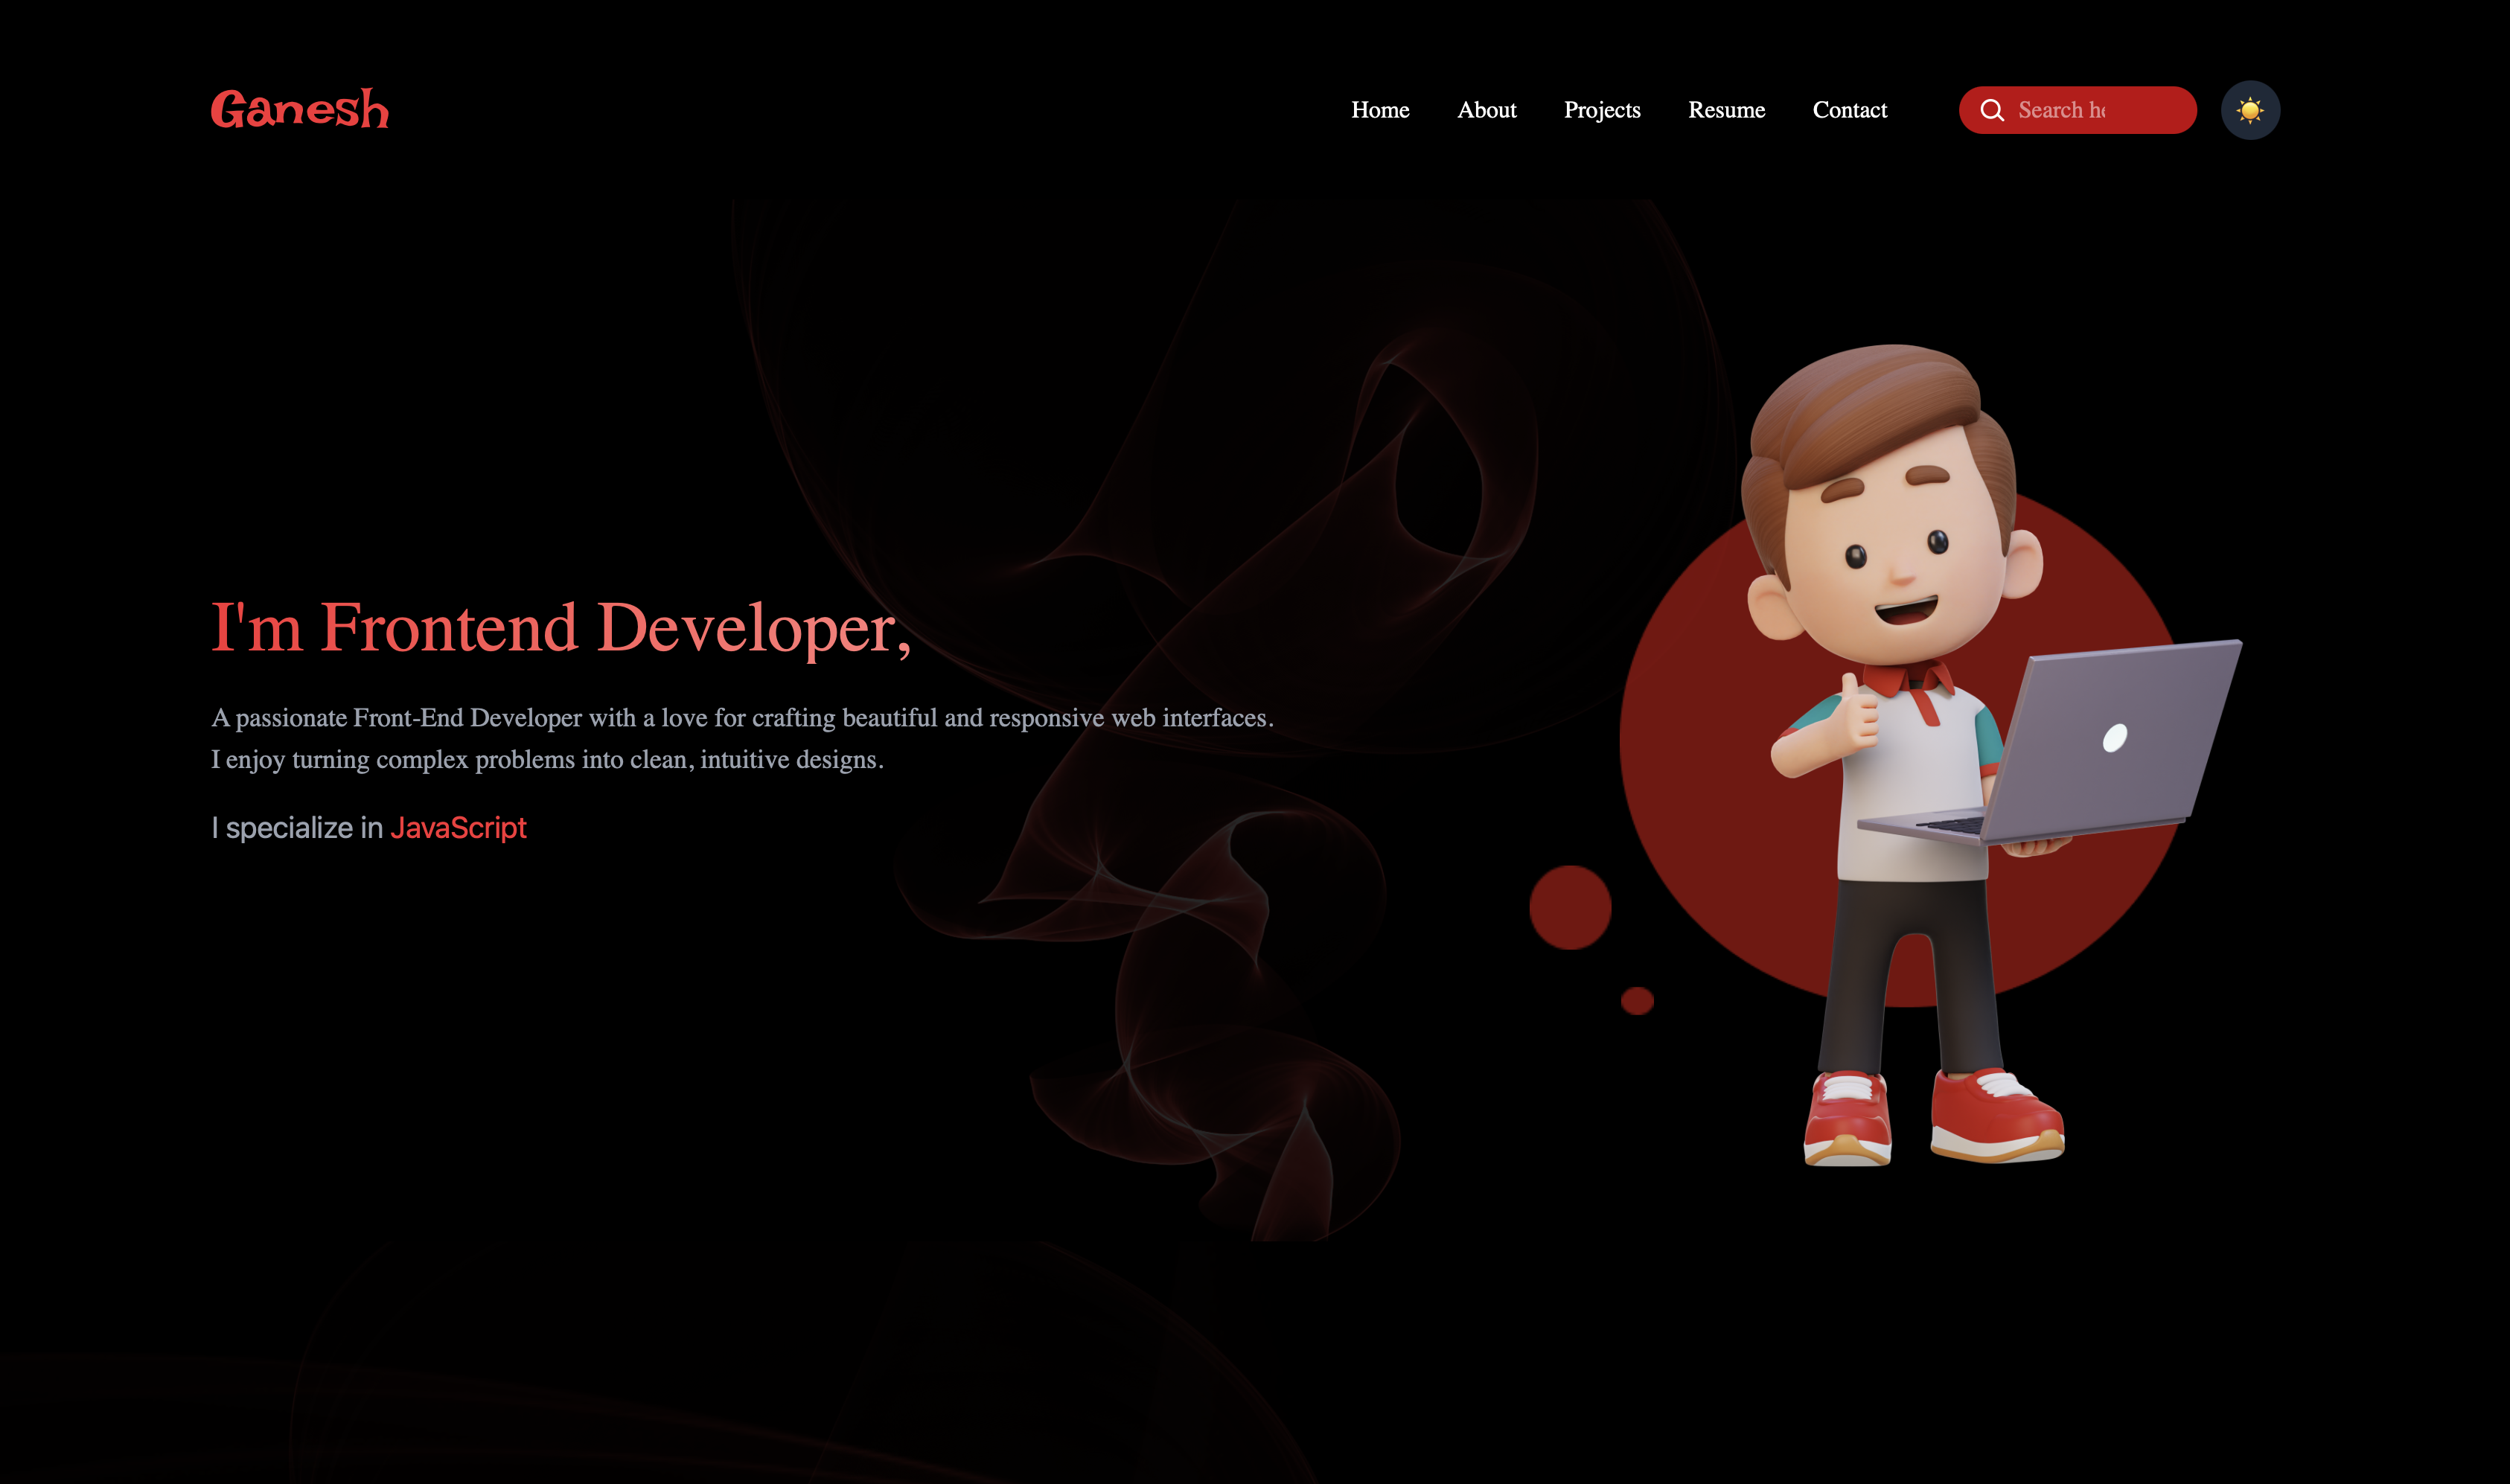 Ganesh
Home About Projects Resume Contact Search he
I'm Frontend Developer,
A passionate Front-End Developer with a love for crafting beautiful and responsive web interfaces.
I enjoy turning complex problems into clean, intuitive designs.
I specialize in JavaScript